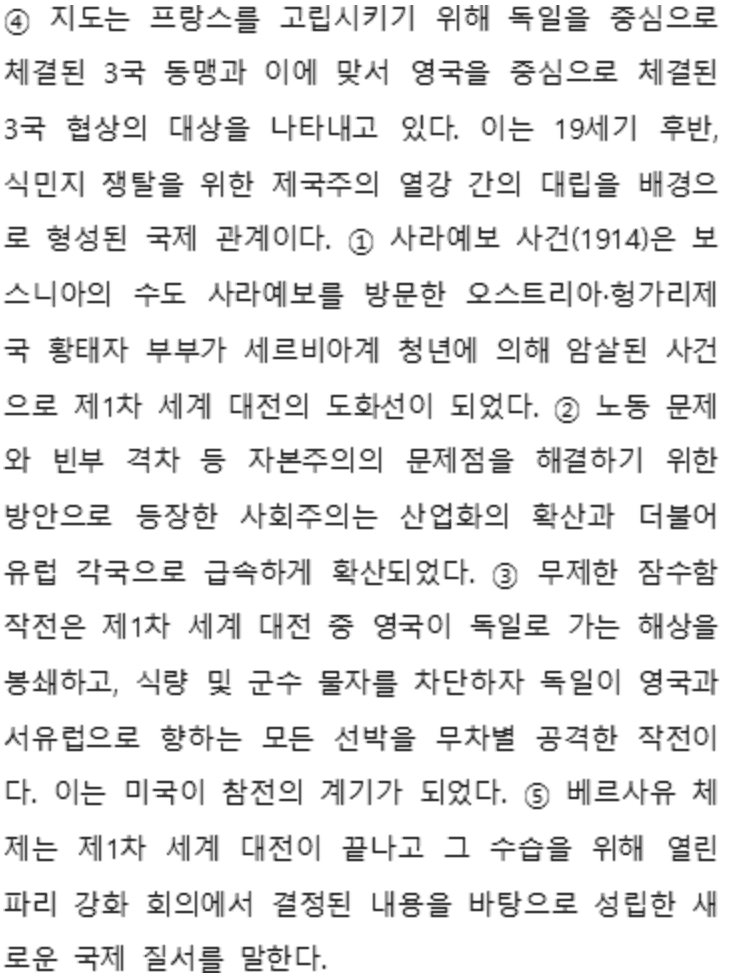 ④ 지도는 프랑스를 고립시키기 위해 독일을 중심으로
체결된 3국 동맹과 이에 맞서 영국을 중심으로 체결된
3국 협상의 대상을 나타내고 있다. 이는 19세기 후반,
식민지 쟁탈을 위한 제국주의 열강 간의 대립을 배경으
로 형성된 국제 관계이다. ① 사라예보 사건(1914)은 보
스니아의 수도 사라예보를 방문한 오스트리아·헝가리제
국 황태자 부부가 세르비아계 청년에 의해 암살된 사건
으로 제1차 세계 대전의 도화선이 되었다. ② 노동 문제
와 빈부 격차 등 자본주의의 문제점을 해결하기 위한
방안으로 등장한 사회주의는 산업화의 확산과 더불어
유럽 각국으로 급속하게 확산되었다. ③ 무제한 잠수함
작전은 제1차 세계 대전 중 영국이 독일로 가는 해상을
봉쇄하고, 식량 및 군수 물자를 차단하자 독일이 영국과
서유럽으로 향하는 모든 선박을 무차별 공격한 작전이
다. 이는 미국이 참전의 계기가 되었다. ⑤ 베르사유 체
제는 제1차 세계 대전이 끝나고 그 수습을 위해 열린
파리 강화 회의에서 결정된 내용을 바탕으로 성립한 새
로운 국제 질서를 말한다.